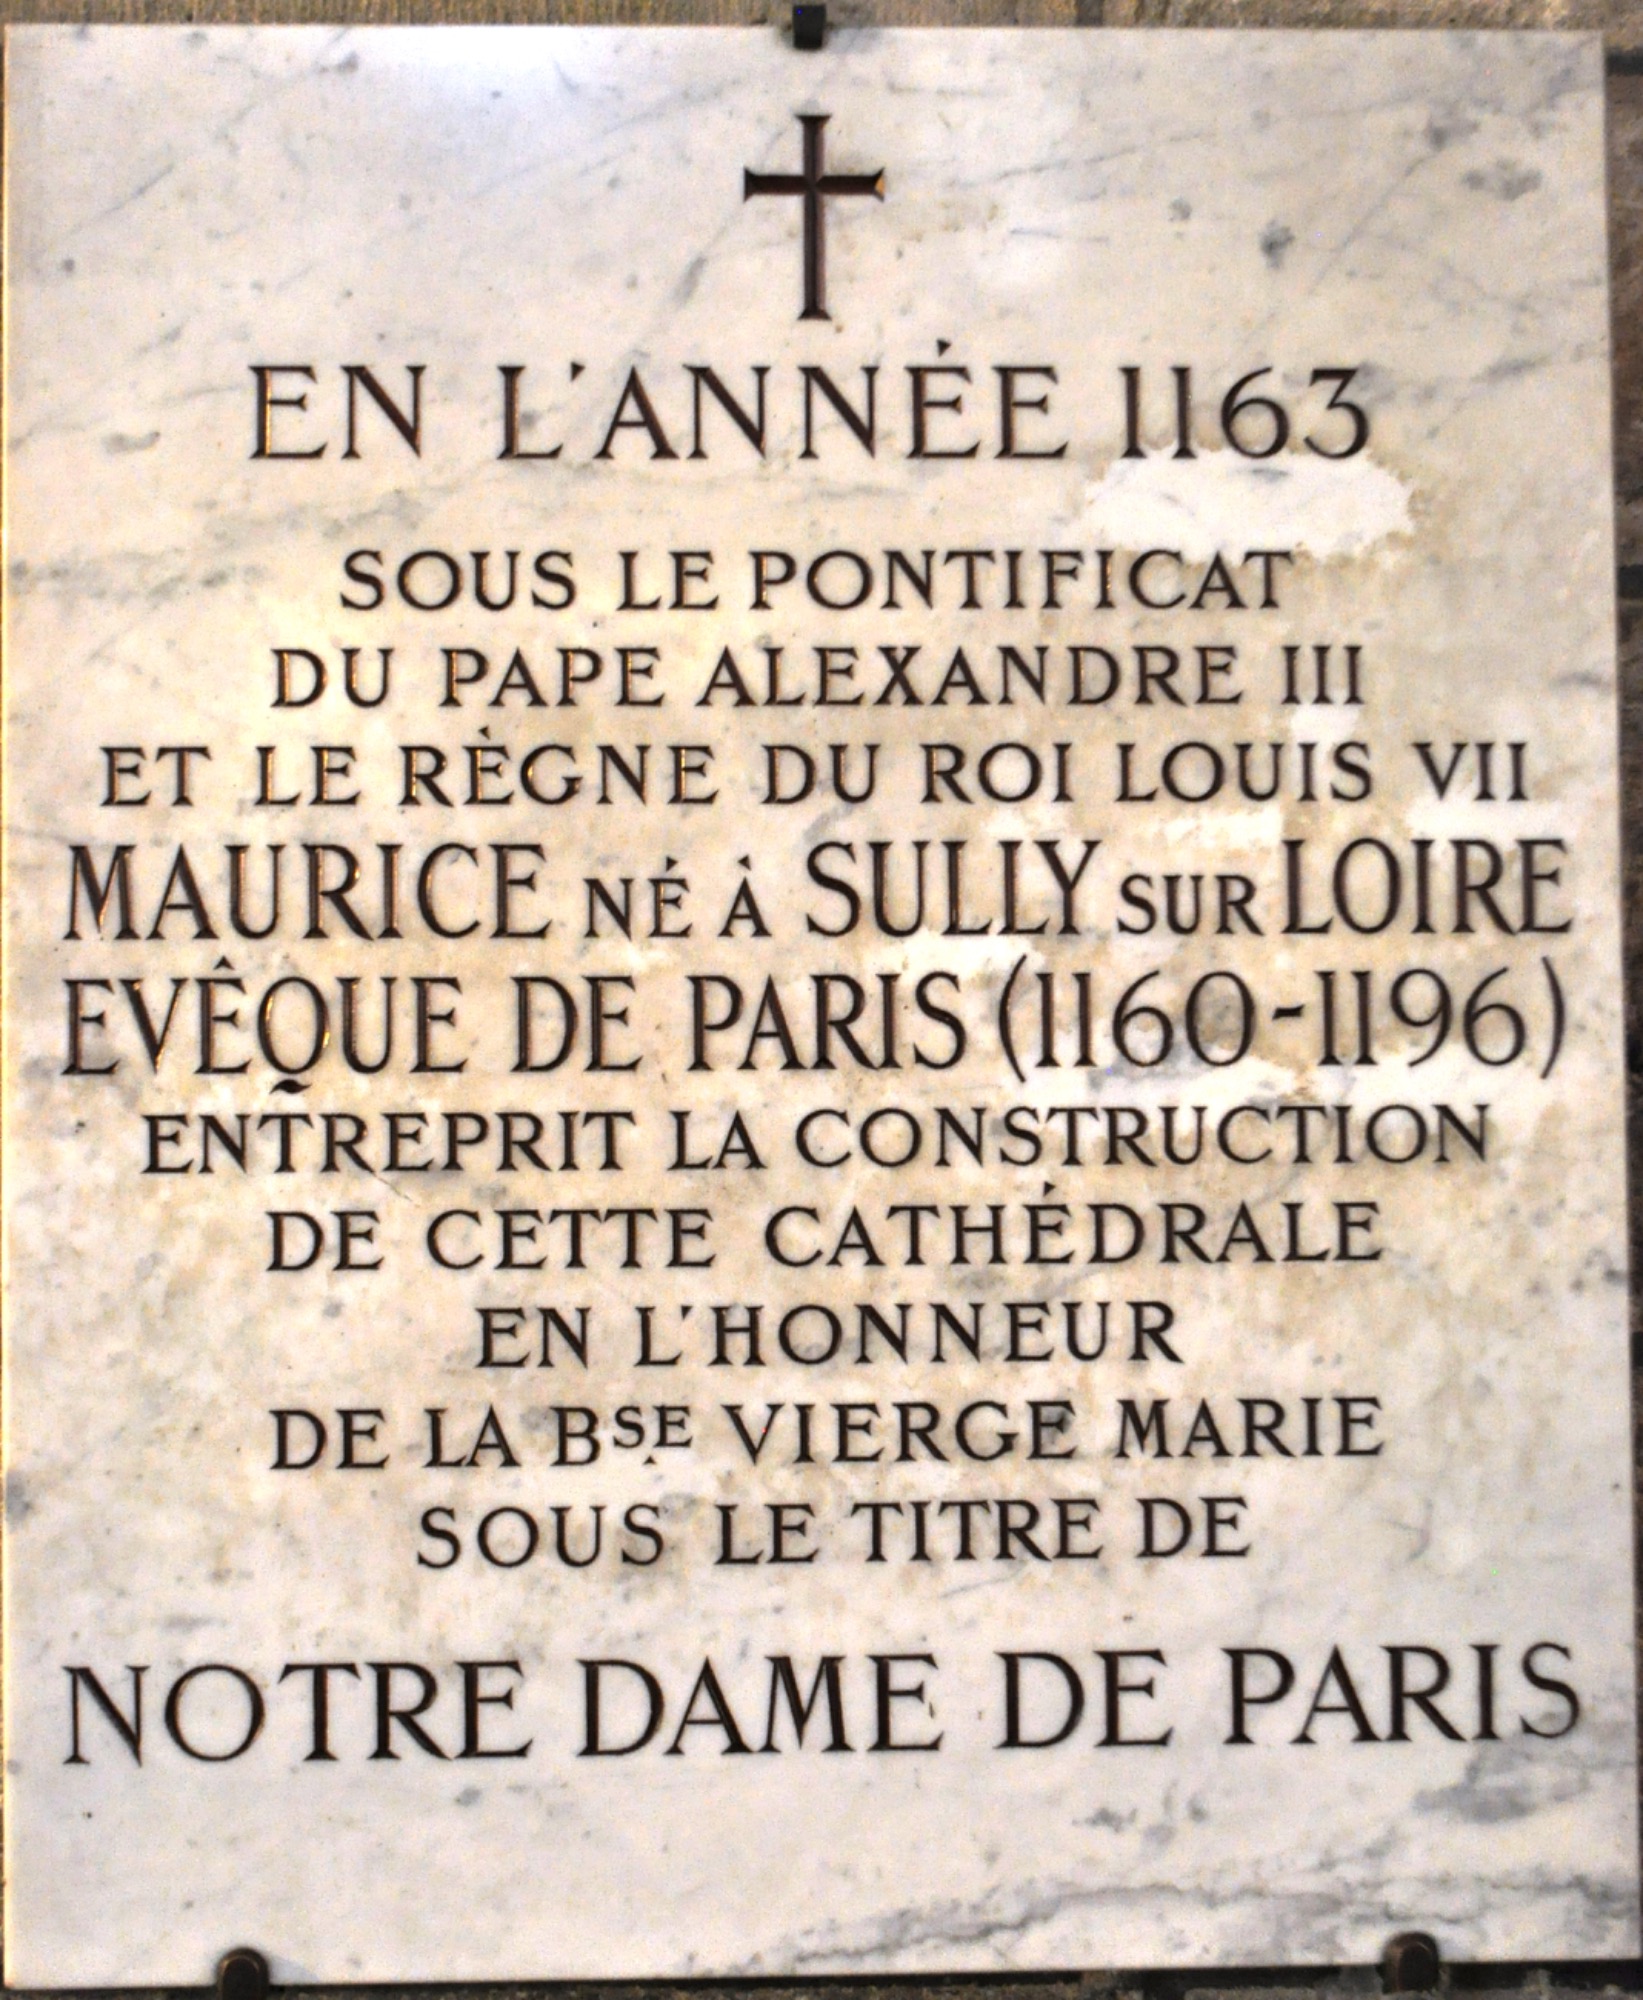 EN L'ANNÉE 1163
SOUS LE PONTIFICAT
DU PAPE ALEXANDRE III
ET LE RÈGNE DU ROI LOUIS VII
MAURICE NÉ À SULLY SUR LOIRE
EVÊQUE DE PARIS (1160-1196)
ENTREPRIT LA CONSTRUCTION
DE CETTE CATHÉDRALE
EN L'HONNEUR
DE LA BSE. VIERGE MARIE
SOUS LE TITRE DE
NOTRE DAME DE PARIS